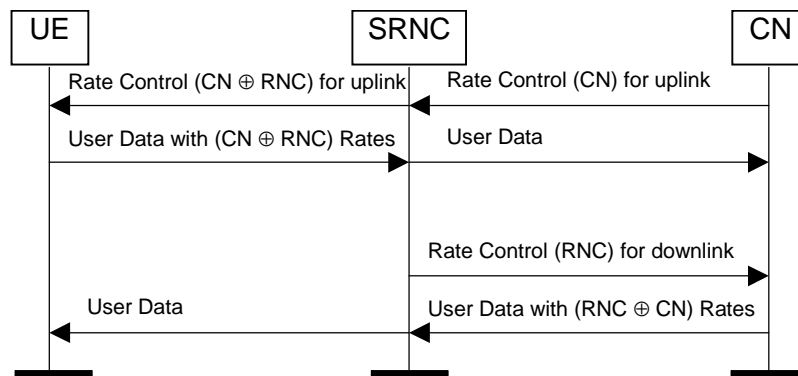 UE
SRNC
CN
Rate Control (CN ⊕ RNC) for uplink
Rate Control (CN) for uplink
User Data with (CN ⊕ RNC) Rates
User Data
Rate Control (RNC) for downlink
User Data
User Data with (RNC ⊕ CN) Rates